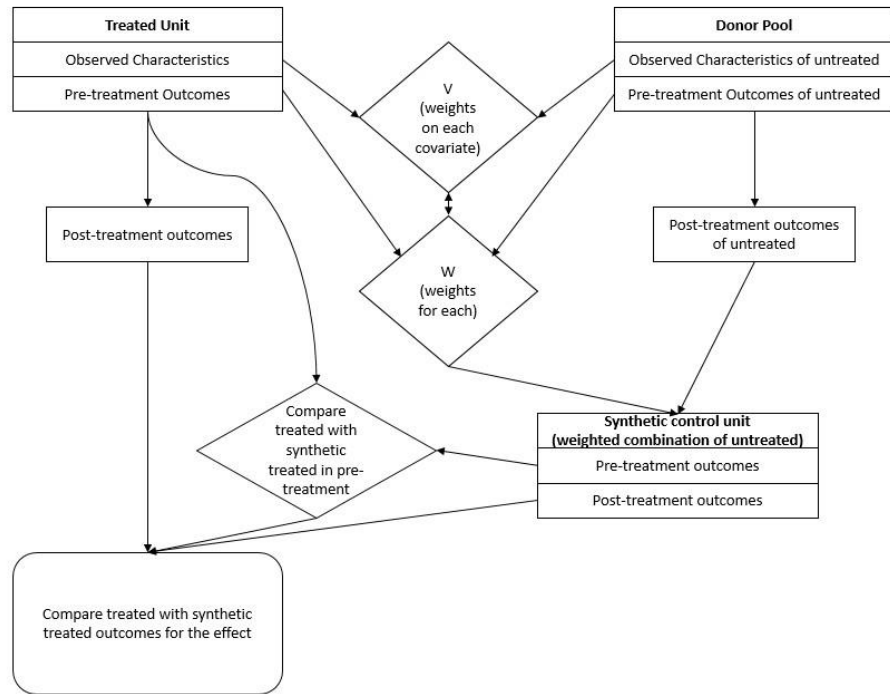 Treated Unit
Observed Characteristics
Pre-treatment Outcomes
Donor Pool
Observed Characteristics of untreated
Pre-treatment Outcomes of untreated
V
(weights
on each
covariate)
Post-treatment outcomes
Post-treatment outcomes
of untreated
W
(weights
for each)
Compare
treated with
synthetic
treated in pre-
treatment
Synthetic control unit
(weighted combination of untreated)
Pre-treatment outcomes
Post-treatment outcomes
Compare treated with synthetic
treated outcomes for the effect